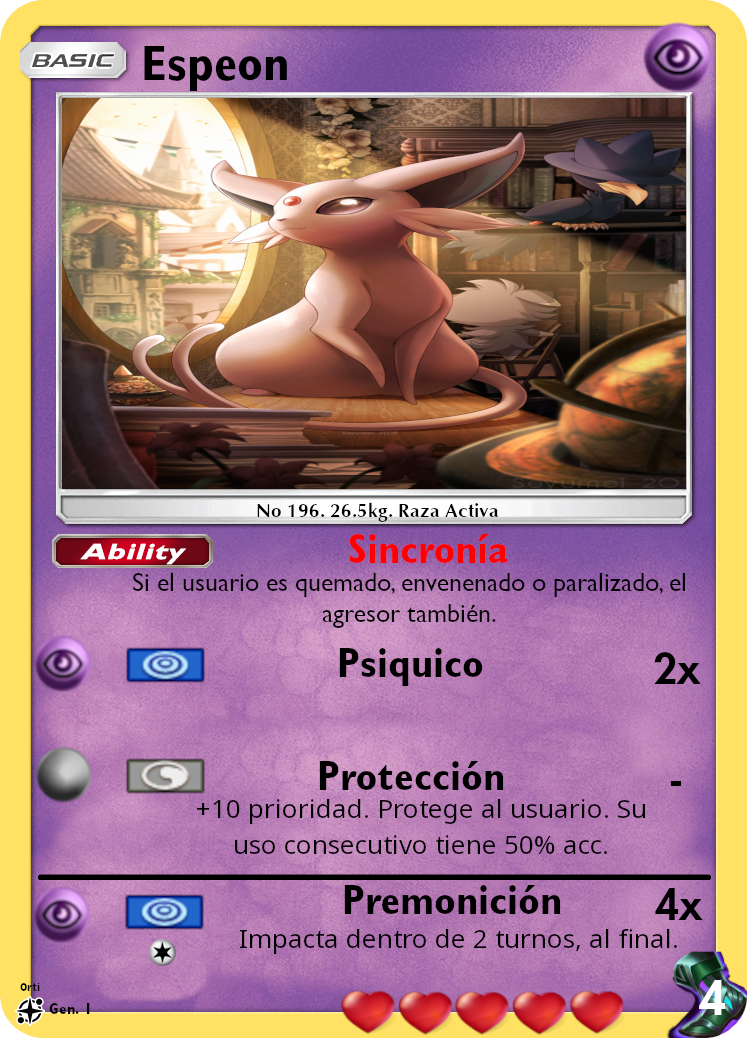 BASIC Espeon
No 196. 26.5kg. Raza Activa
Ability Sincronía
Si el usuario es quemado, envenenado o paralizado, el
agresor también.
Psiquico 2x
Protección -
+10 prioridad. Protege al usuario. Su
uso consecutivo tiene 50% acc.
Premonición 4x
Impacta dentro de 2 turnos, al final.
Orti
Gen. I
4